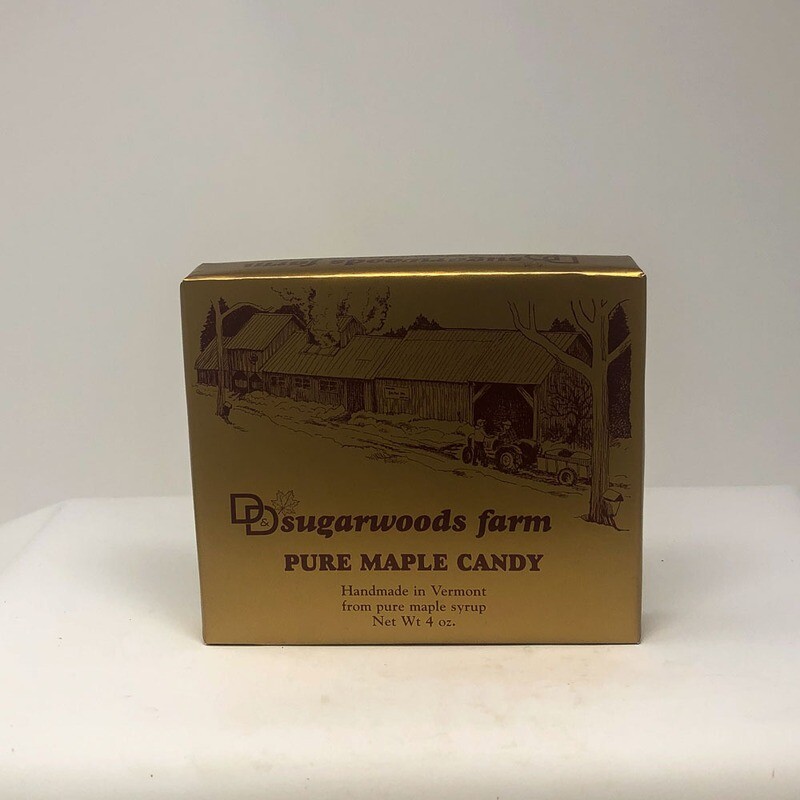 D&D sugarwoods farm
PURE MAPLE CANDY
Handmade in Vermont
from pure maple syrup
Net Wt 4 oz.